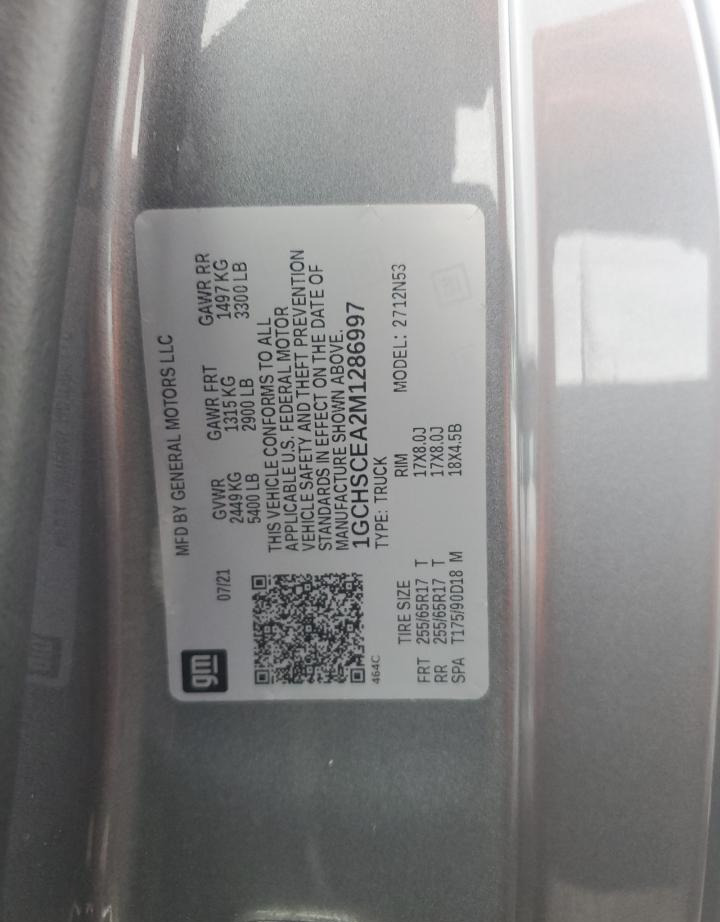 gm
MFD BY GENERAL MOTORS LLC
07/21
GVWR GAWR FRT GAWR RR
2449 KG 1315 KG 1497 KG
5400 LB 2900 LB 3300 LB
THIS VEHICLE CONFORMS TO ALL
APPLICABLE U.S. FEDERAL MOTOR
VEHICLE SAFETY AND THEFT PREVENTION
STANDARDS IN EFFECT ON THE DATE OF
MANUFACTURE SHOWN ABOVE.
1GCHSCEA2M1286997
464C
TYPE: TRUCK MODEL: 2712N53
TIRE SIZE RIM
FRT 255/65R17 T 17X8.0J
RR 255/65R17 T 17X8.0J
SPA T175/90D18 M 18X4.5B